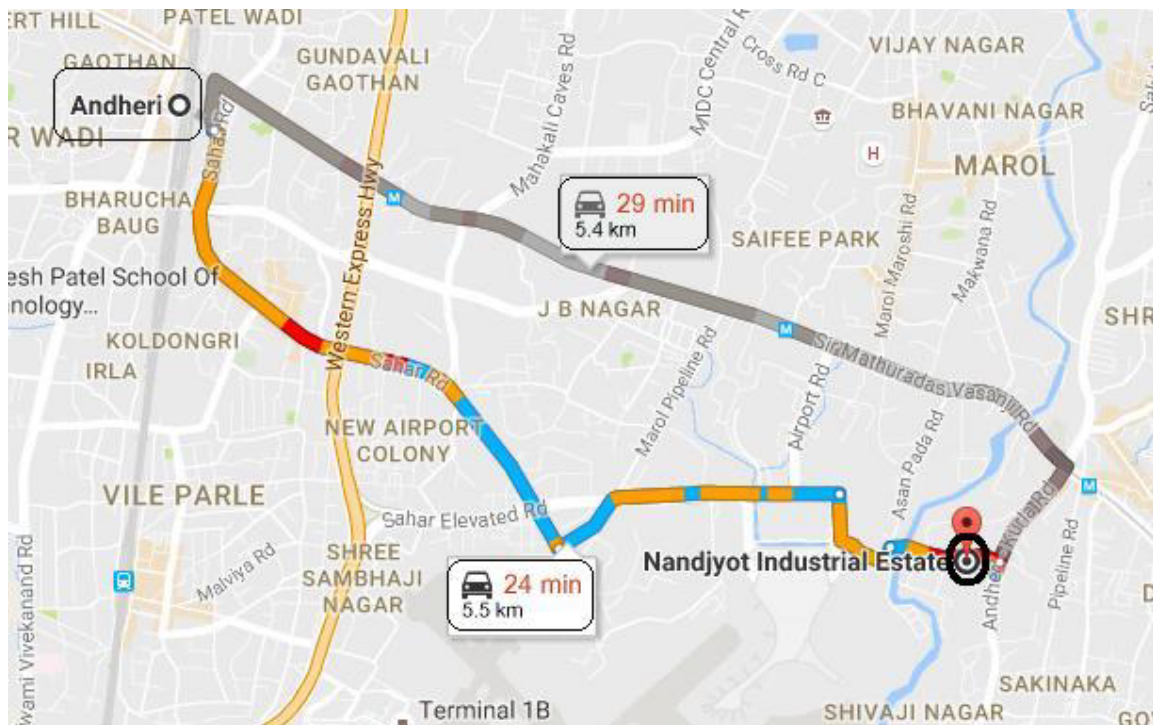 ERT HILL
PATEL WADI
GAOTHAN
GUNDAVALI
GAOTHAN
Andheri
R WADI
Sahar Rd
Mahakali Caves Rd
MIDC Central R
Cross Rd C
VIJAY NAGAR
BHAVANI NAGAR
H
MAROL
Western Express Hwy
M
BHARUCHA
BAUG
29 min
5.4 km
SAIFEE PARK
Marol Maroshi Rd
Makwana Rd
esh Patel School Of
nology...
J B NAGAR
SHR
KOLDONGRI
M
Sir Mathuradas Vasanji Rd
IRLA
Sahar Rd
Marol Pipeline Rd
Airport Rd
NEW AIRPORT
COLONY
Asan Pada Rd
VILE PARLE
M
Sahar Elevated Rd
Kurla Rd
Malviya Rd
SHREE
SAMBHAJI
NAGAR
24 min
5.5 km
Nandjyot Industrial Estate
Andhe
Pipeline Rd
D
wami Vivekanand Rd
SAKINAKA
Terminal 1B
SHIVAJI NAGAR
GO